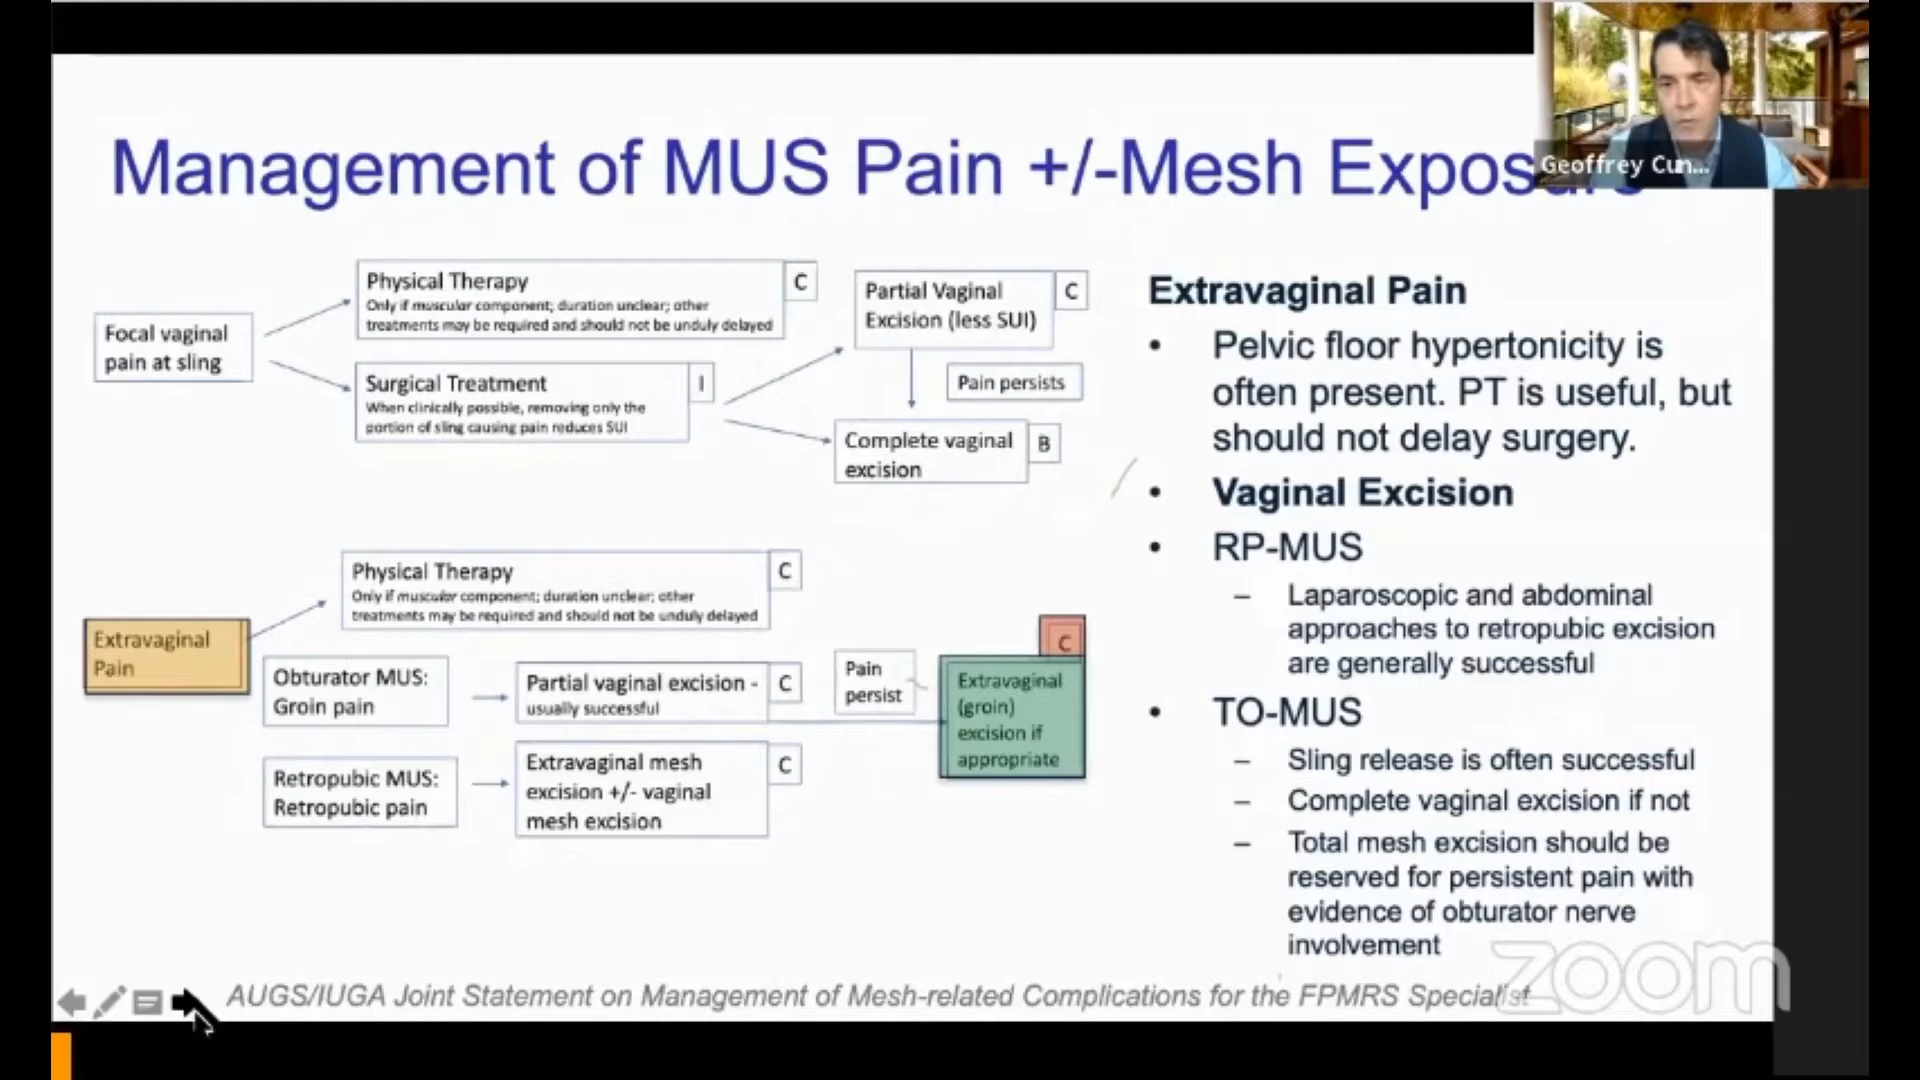 Management of MUS Pain +/-Mesh Exposure
Geoffrey Cun...
Focal vaginal
pain at sling
Physical Therapy
Only if muscular component; duration unclear; other
treatments may be required and should not be unduly delayed
C
Surgical Treatment
When clinically possible, removing only the
portion of sling causing pain reduces SUI
I
Partial Vaginal
Excision (less SUI)
C
Pain persists
Complete vaginal
excision
B
Extravaginal
Pain
Physical Therapy
Only if muscular component; duration unclear; other
treatments may be required and should not be unduly delayed
C
Obturator MUS:
Groin pain
Partial vaginal excision -
usually successful
C
Pain
persist
C
Extravaginal
(groin)
excision if
appropriate
Retropubic MUS:
Retropubic pain
Extravaginal mesh
excision +/- vaginal
mesh excision
C
Extravaginal Pain
• Pelvic floor hypertonicity is
often present. PT is useful, but
should not delay surgery.
• Vaginal Excision
• RP-MUS
– Laparoscopic and abdominal
approaches to retropubic excision
are generally successful
• TO-MUS
– Sling release is often successful
– Complete vaginal excision if not
– Total mesh excision should be
reserved for persistent pain with
evidence of obturator nerve
involvement
AUGS/IUGA Joint Statement on Management of Mesh-related Complications for the FPMRS Specialist
zoom